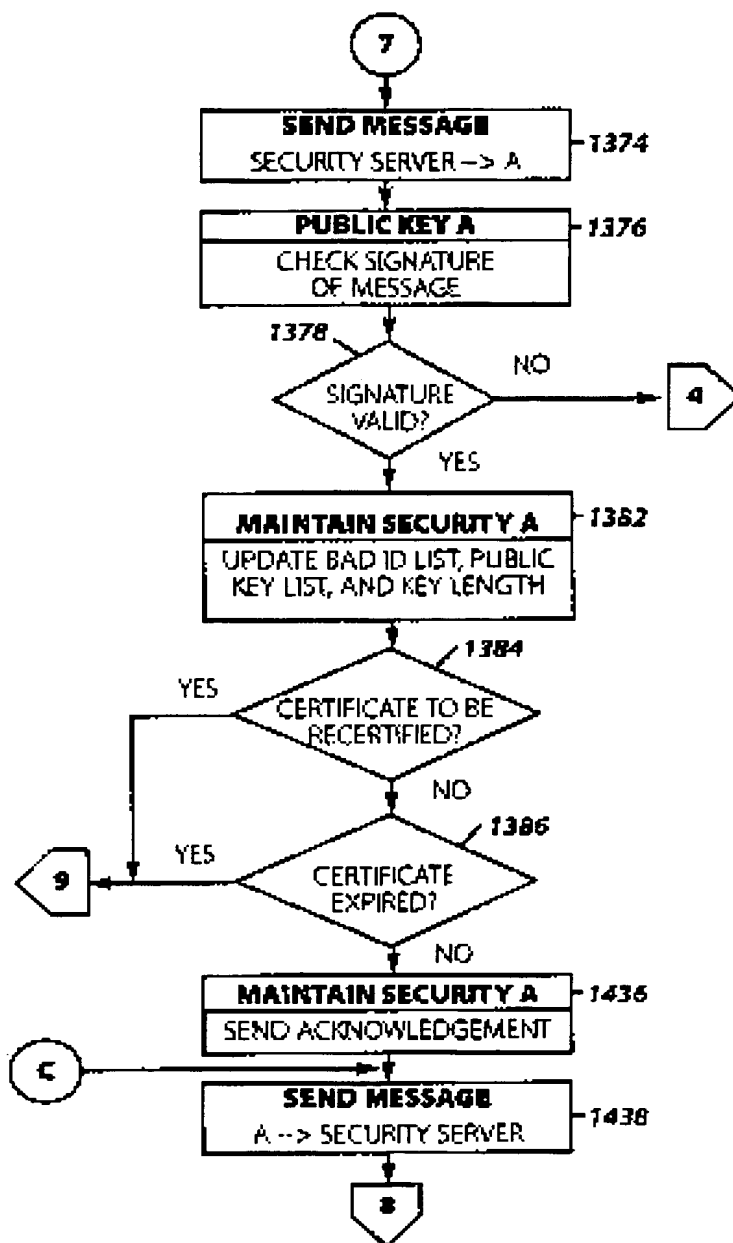 7
SEND MESSAGE
1374
SECURITY SERVER --> A
PUBLIC KEY A
1376
CHECK SIGNATURE
OF MESSAGE
1378
SIGNATURE
VALID?
NO
4
YES
MAINTAIN SECURITY A
1382
UPDATE BAD ID LIST, PUBLIC
KEY LIST, AND KEY LENGTH
1384
YES
CERTIFICATE TO BE
RECERTIFIED?
NO
1386
YES
9
CERTIFICATE
EXPIRED?
NO
MAINTAIN SECURITY A
1436
SEND ACKNOWLEDGEMENT
C
SEND MESSAGE
1438
A --> SECURITY SERVER
8